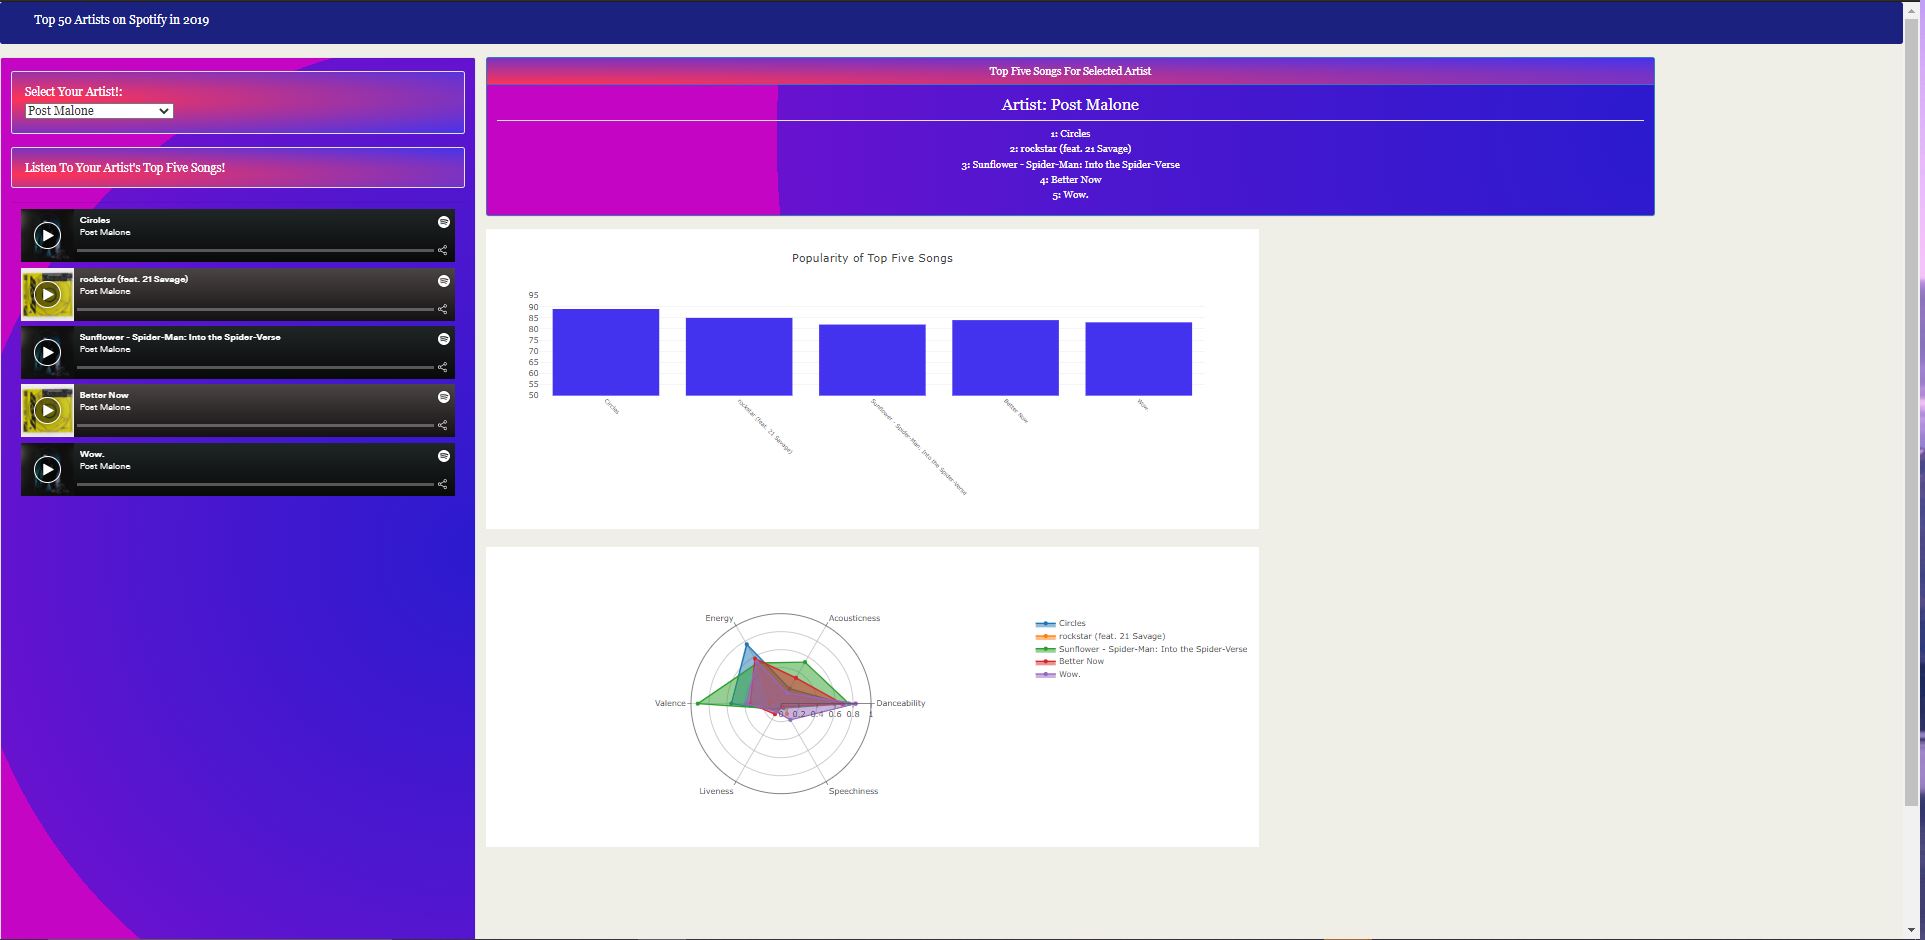 Top 50 Artists on Spotify in 2019
Select Your Artist!:
Post Malone
Listen To Your Artist's Top Five Songs!
Circles
Post Malone
rockstar (feat. 21 Savage)
Post Malone
Sunflower - Spider-Man: Into the Spider-Verse
Post Malone
Better Now
Post Malone
Wow.
Post Malone
Top Five Songs For Selected Artist
Artist: Post Malone
1: Circles
2: rockstar (feat. 21 Savage)
3: Sunflower - Spider-Man: Into the Spider-Verse
4: Better Now
5: Wow.
Popularity of Top Five Songs
95
90
85
80
75
70
65
60
55
50
Circles
rockstar (feat. 21 Savage)
Sunflower - Spider-Man: Into the Spider-Verse
Better Now
Wow.
Energy
Acousticness
Valence
Danceability
0 0.2 0.4 0.6 0.8 1
Liveness
Speechiness
Circles
rockstar (feat. 21 Savage)
Sunflower - Spider-Man: Into the Spider-Verse
Better Now
Wow.